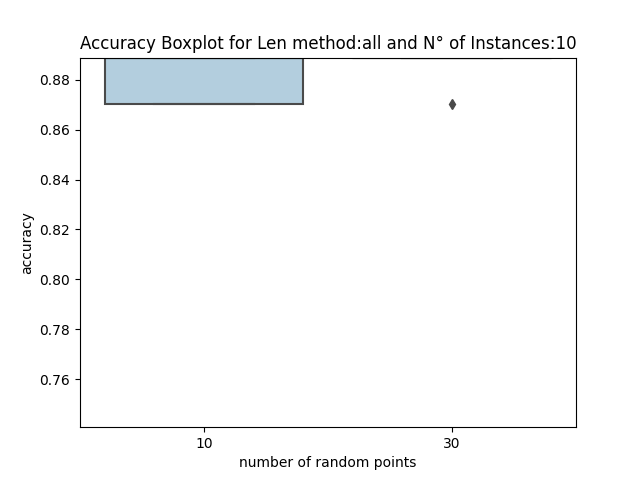 Accuracy Boxplot for Len method:all and N° of Instances:10
0.88
0.86
0.84
0.82
0.80
0.78
0.76
accuracy
10 30
number of random points